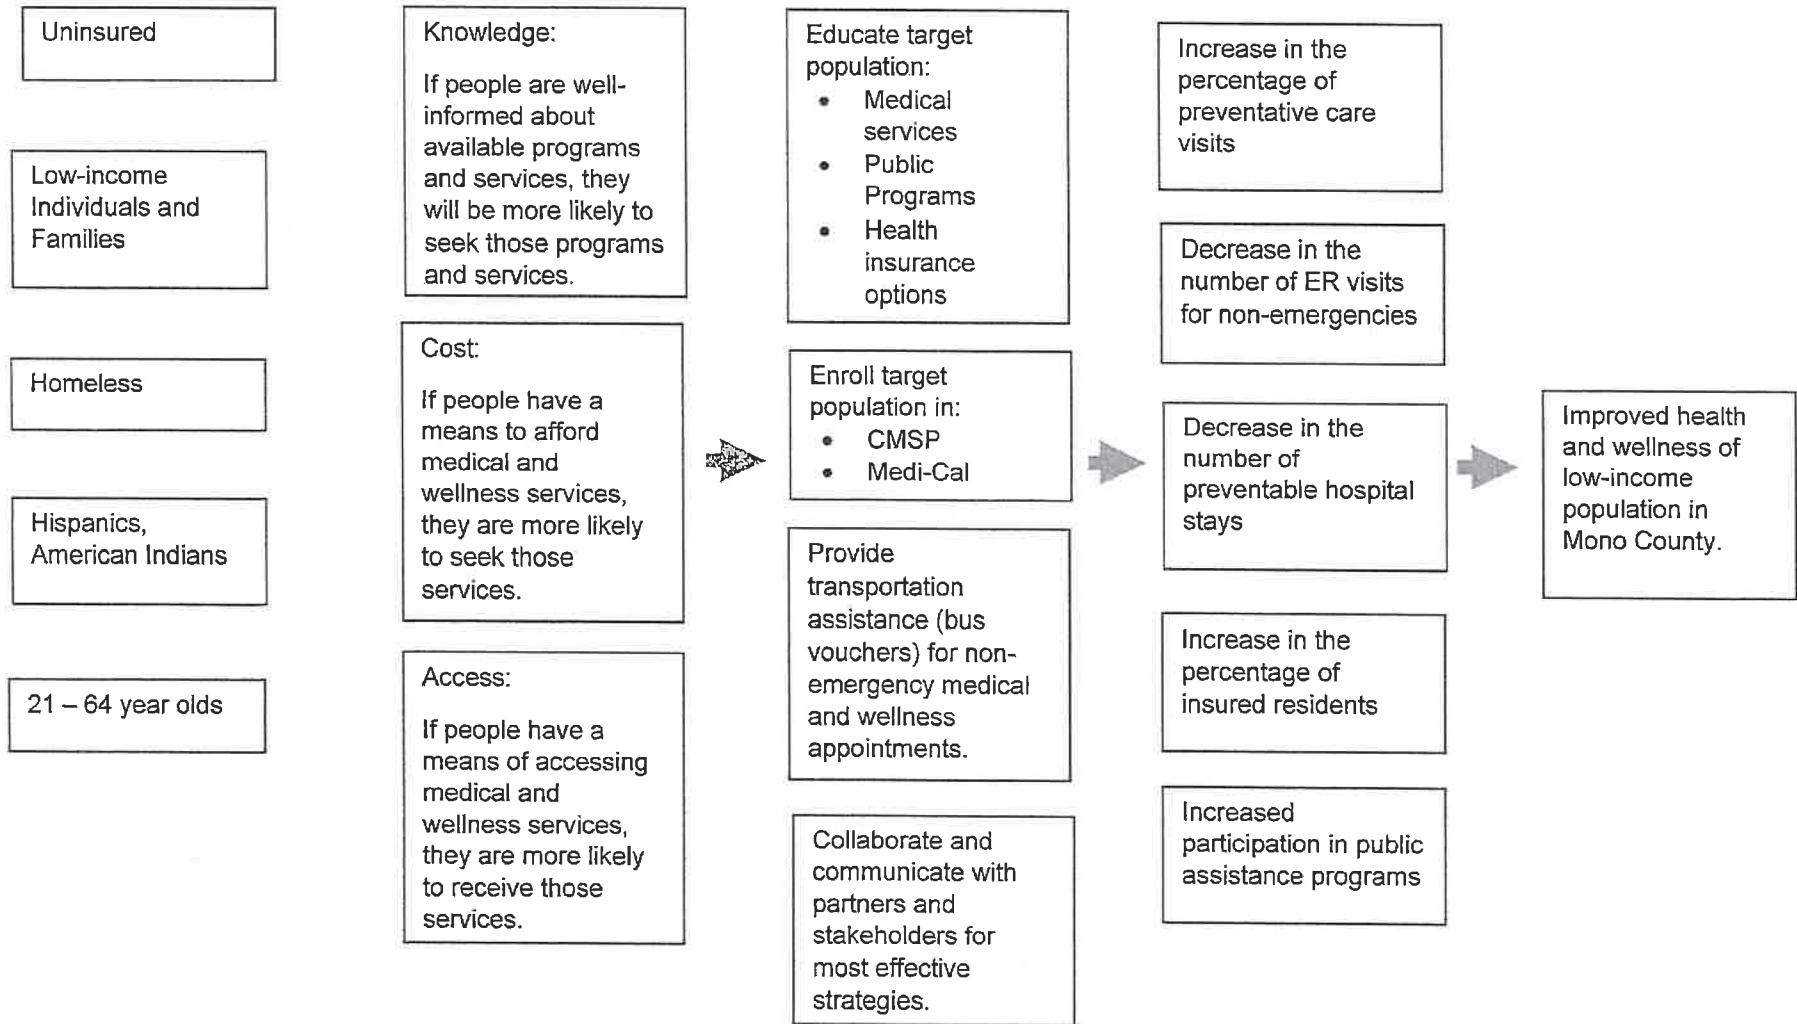 Uninsured
Low-income
Individuals and
Families
Homeless
Hispanics,
American Indians
21 – 64 year olds
Knowledge:
If people are well-
informed about
available programs
and services, they
will be more likely to
seek those programs
and services.
Cost:
If people have a
means to afford
medical and
wellness services,
they are more likely
to seek those
services.
Access:
If people have a
means of accessing
medical and
wellness services,
they are more likely
to receive those
services.
Educate target
population:
• Medical
services
• Public
Programs
• Health
insurance
options
Enroll target
population in:
• CMSP
• Medi-Cal
Provide
transportation
assistance (bus
vouchers) for non-
emergency medical
and wellness
appointments.
Collaborate and
communicate with
partners and
stakeholders for
most effective
strategies.
Increase in the
percentage of
preventative care
visits
Decrease in the
number of ER visits
for non-emergencies
Decrease in the
number of
preventable hospital
stays
Increase in the
percentage of
insured residents
Increased
participation in public
assistance programs
Improved health
and wellness of
low-income
population in
Mono County.